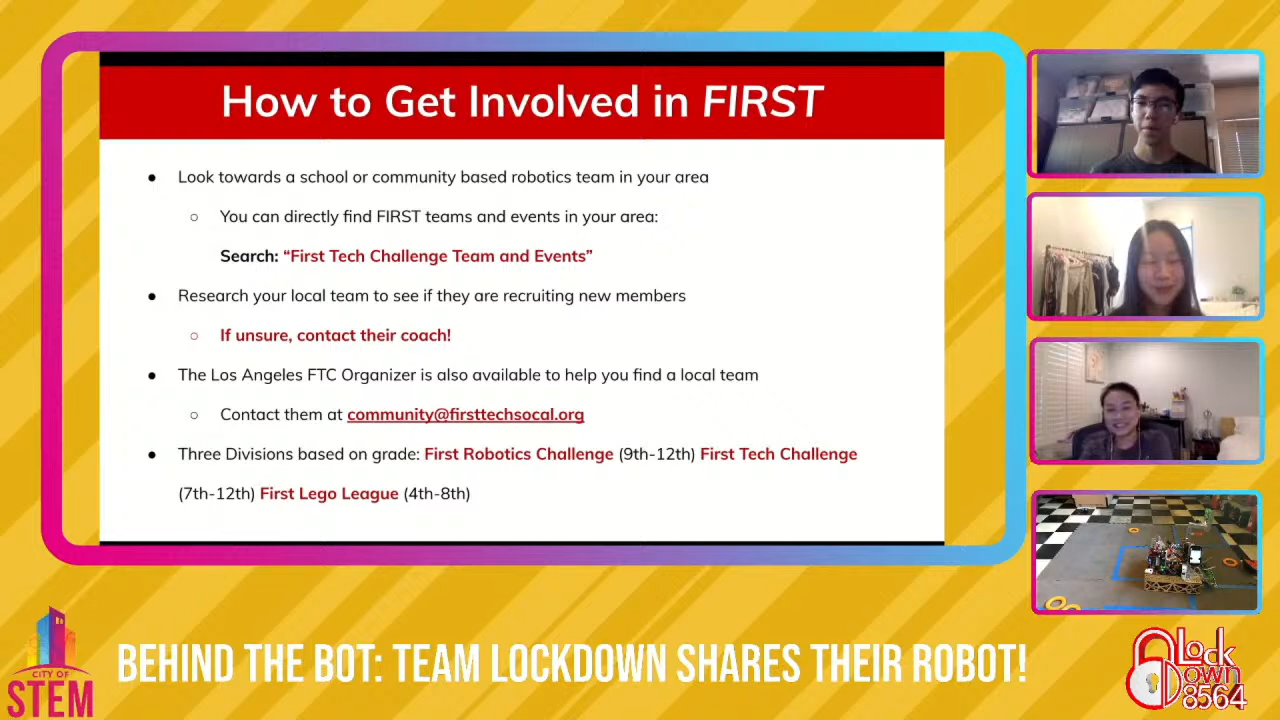 How to Get Involved in FIRST
● Look towards a school or community based robotics team in your area
○ You can directly find FIRST teams and events in your area:
Search: “First Tech Challenge Team and Events”
● Research your local team to see if they are recruiting new members
○ If unsure, contact their coach!
● The Los Angeles FTC Organizer is also available to help you find a local team
○ Contact them at community@firsttechsocal.org
● Three Divisions based on grade: First Robotics Challenge (9th-12th) First Tech Challenge
(7th-12th) First Lego League (4th-8th)
CITY OF
STEM
BEHIND THE BOT: TEAM LOCKDOWN SHARES THEIR ROBOT!
Lock
Down
8564